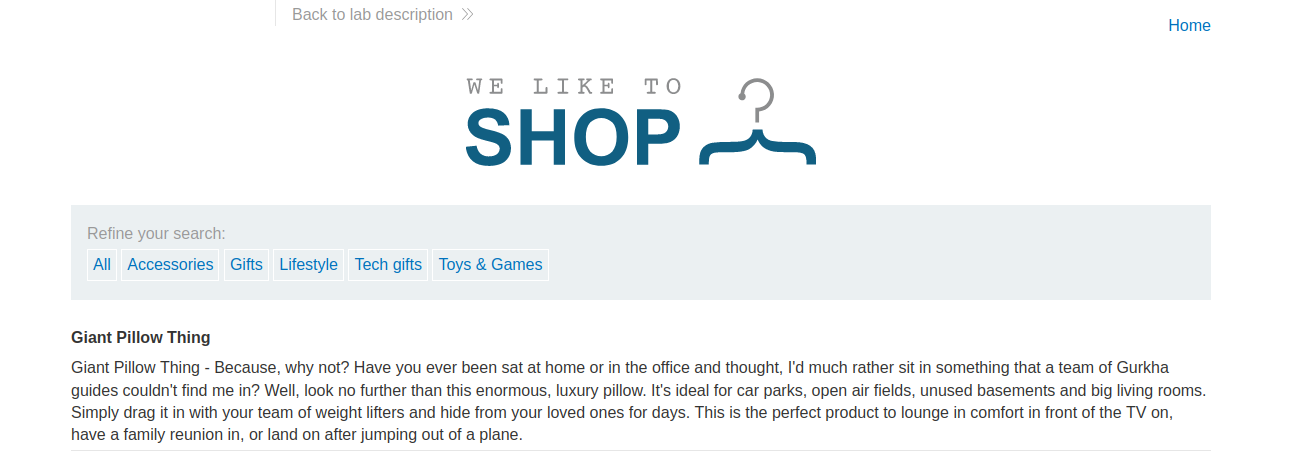 Back to lab description
Home
WE LIKE TO
SHOP
Refine your search:
All Accessories Gifts Lifestyle Tech gifts Toys & Games
Giant Pillow Thing
Giant Pillow Thing - Because, why not? Have you ever been sat at home or in the office and thought, I'd much rather sit in something that a team of Gurkha
guides couldn't find me in? Well, look no further than this enormous, luxury pillow. It's ideal for car parks, open air fields, unused basements and big living rooms.
Simply drag it in with your team of weight lifters and hide from your loved ones for days. This is the perfect product to lounge in comfort in front of the TV on,
have a family reunion in, or land on after jumping out of a plane.